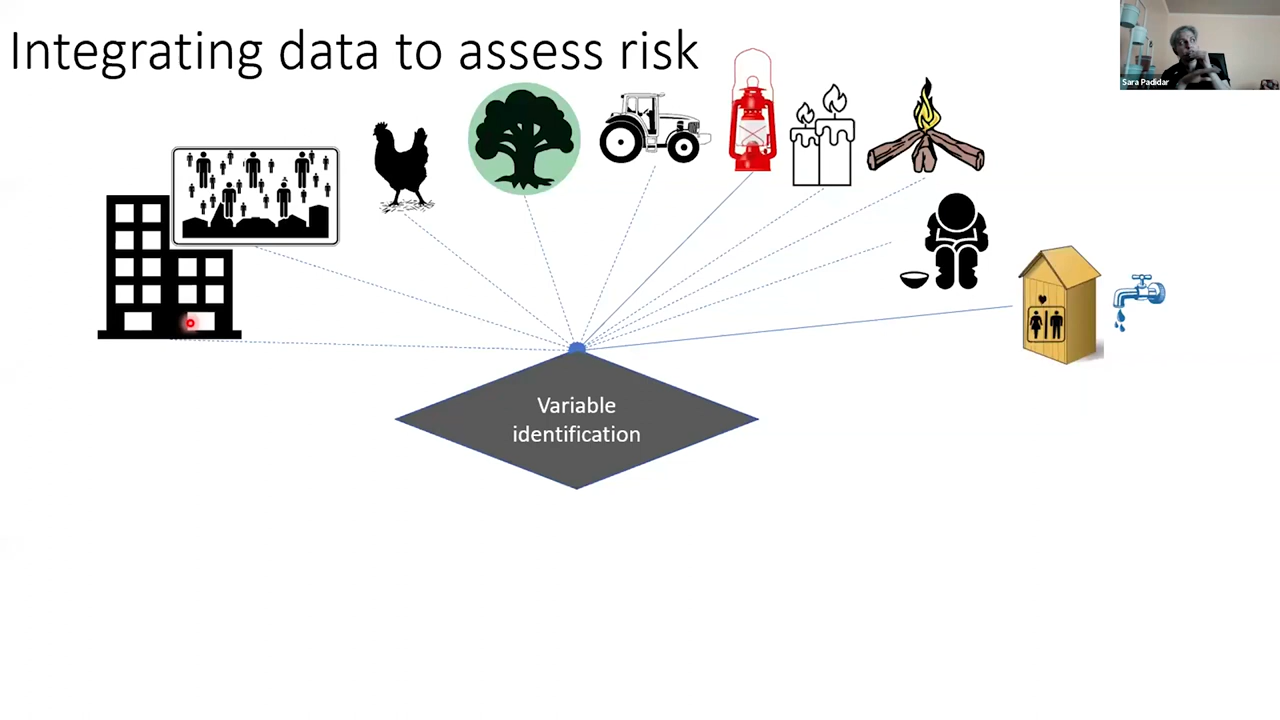 Integrating data to assess risk
Sara Padidar
Variable
identification